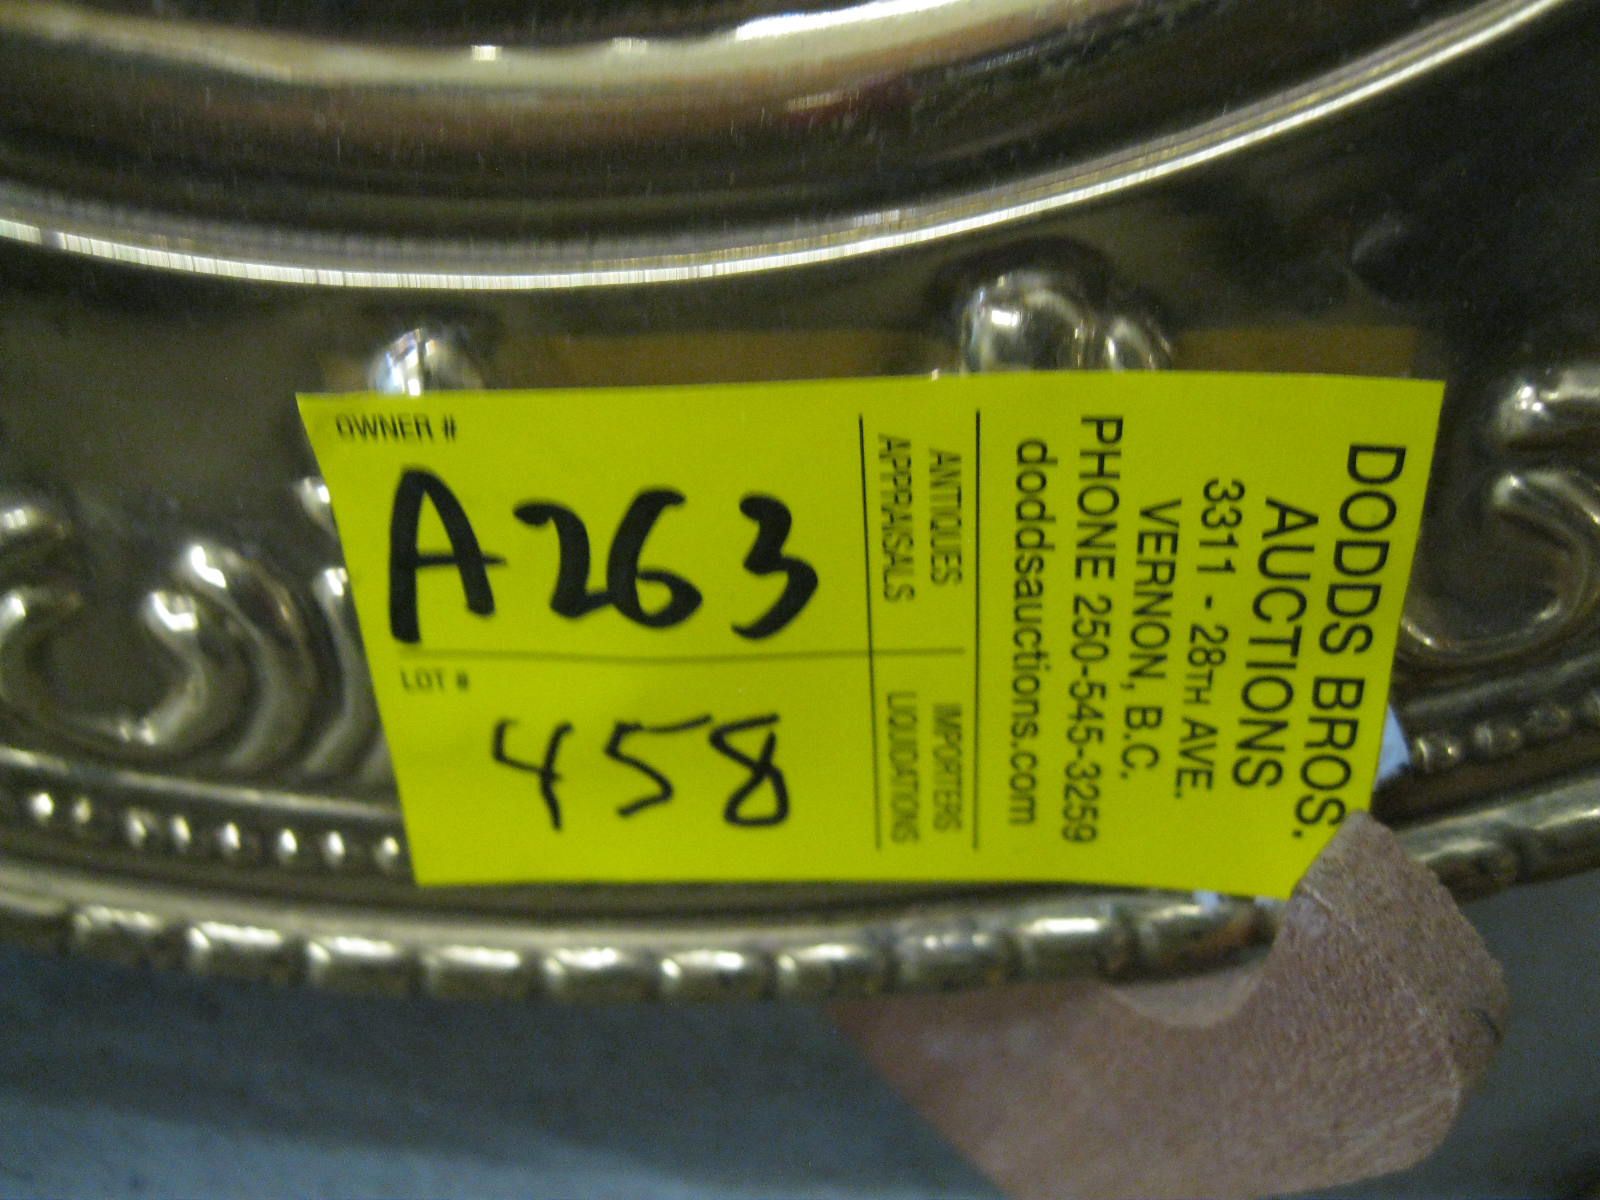 OWNER #
A263
LOT #
458
DODDS BROS.
AUCTIONS
3311 - 28TH AVE.
VERNON, B.C.
PHONE 250-545-3259
doddsauctions.com
ANTIQUES IMPORTERS
APPRAISALS LIQUIDATIONS